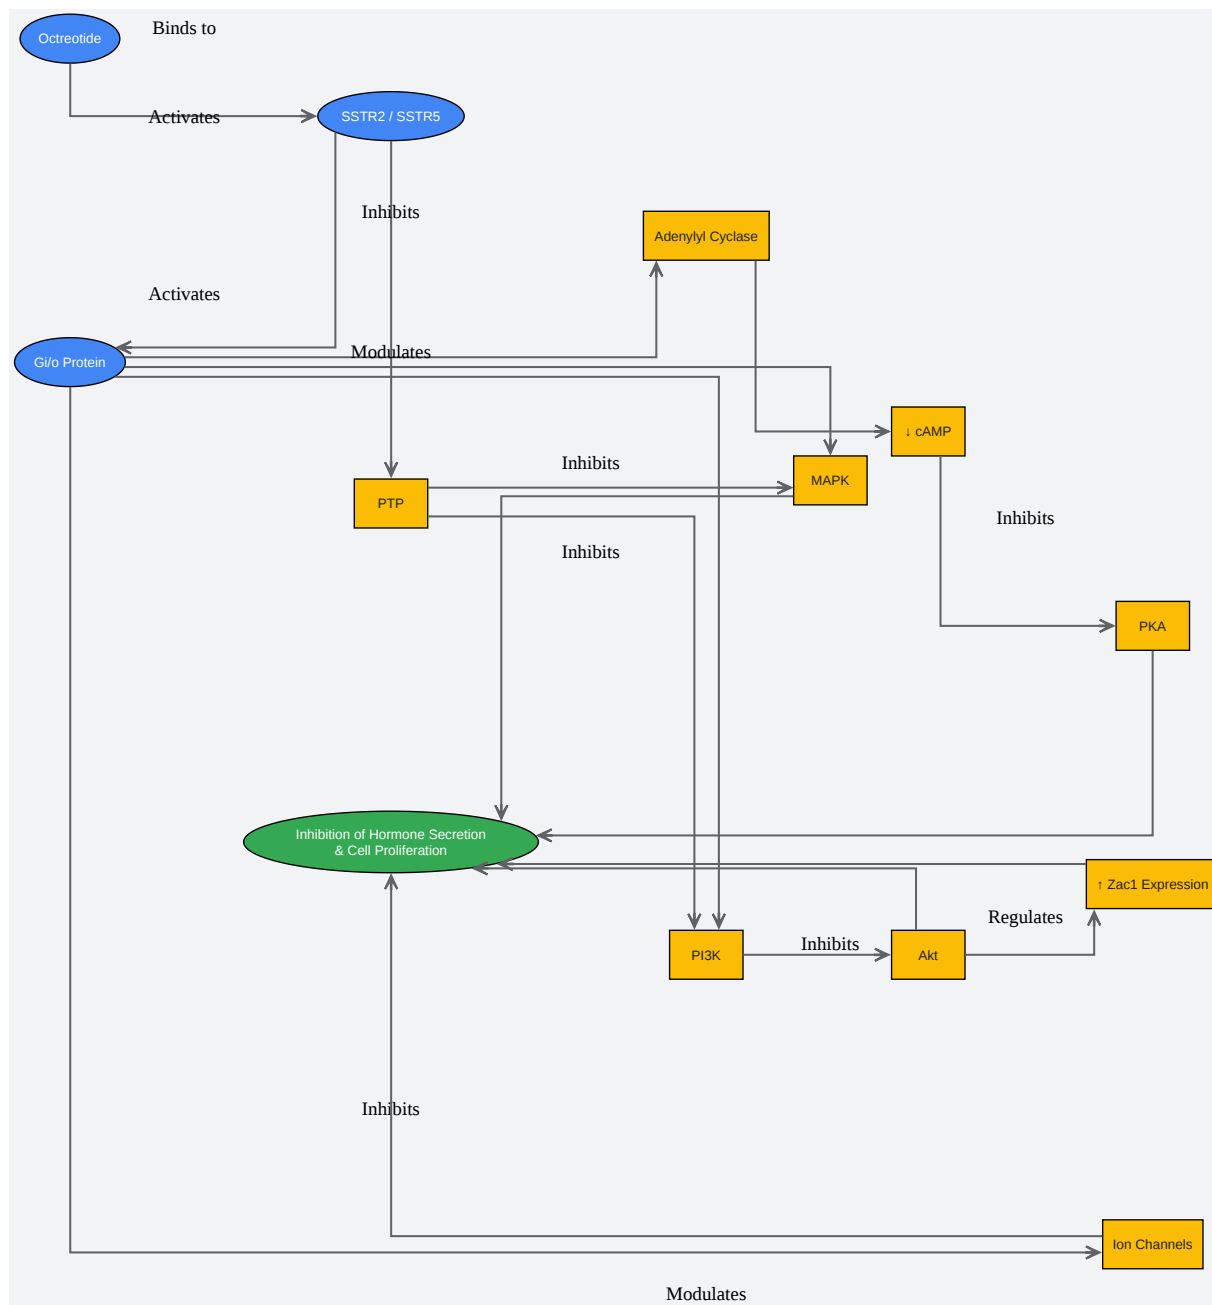 Octreotide
Binds to
Activates
SSTR2 / SSTR5
Inhibits
Adenylyl Cyclase
Activates
Modulates
Gi/o Protein
↓ cAMP
Inhibits
MAPK
PTP
Inhibits
Inhibits
PKA
Inhibition of Hormone Secretion
& Cell Proliferation
↑ Zac1 Expression
Regulates
Inhibits
PI3K
Akt
Inhibits
Ion Channels
Modulates